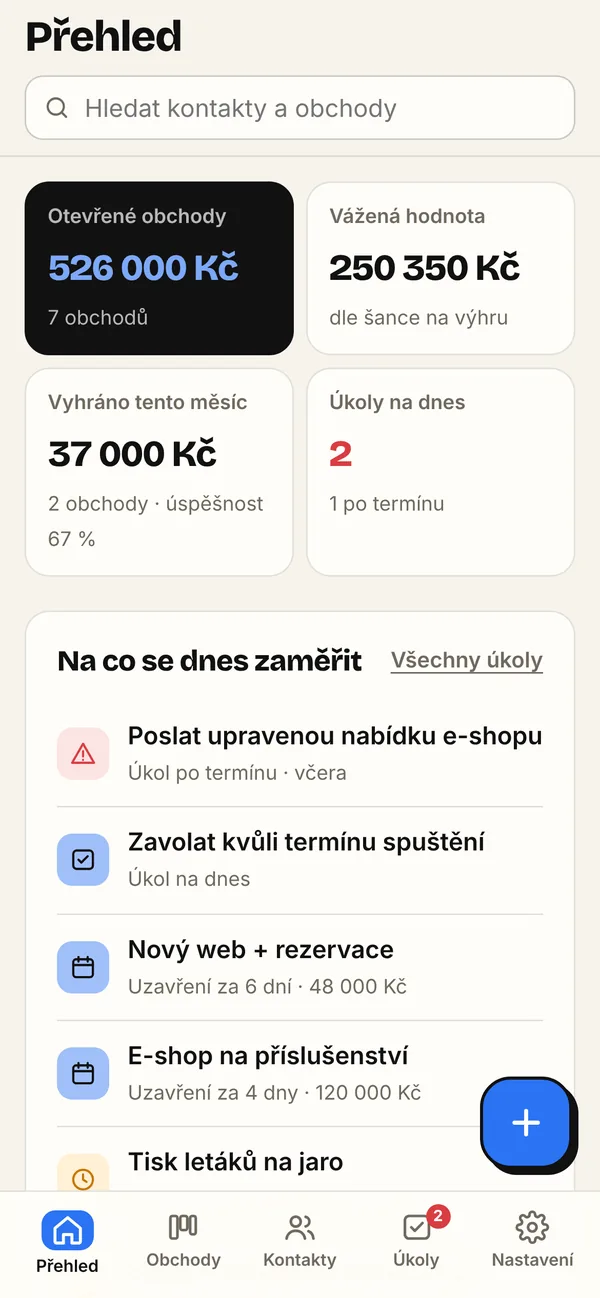 Přehled
Hledat kontakty a obchody
Otevřené obchody
526 000 Kč
7 obchodů
Vážená hodnota
250 350 Kč
dle šance na výhru
Vyhráno tento měsíc
37 000 Kč
2 obchody · úspěšnost
67 %
Úkoly na dnes
2
1 po termínu
Na co se dnes zaměřit
Všechny úkoly
Poslat upravenou nabídku e-shopu
Úkol po termínu · včera
Zavolat kvůli termínu spuštění
Úkol na dnes
Nový web + rezervace
Uzavření za 6 dní · 48 000 Kč
E-shop na příslušenství
Uzavření za 4 dny · 120 000 Kč
Tisk letáků na jaro
Přehled
Obchody
Kontakty
2
Úkoly
Nastavení